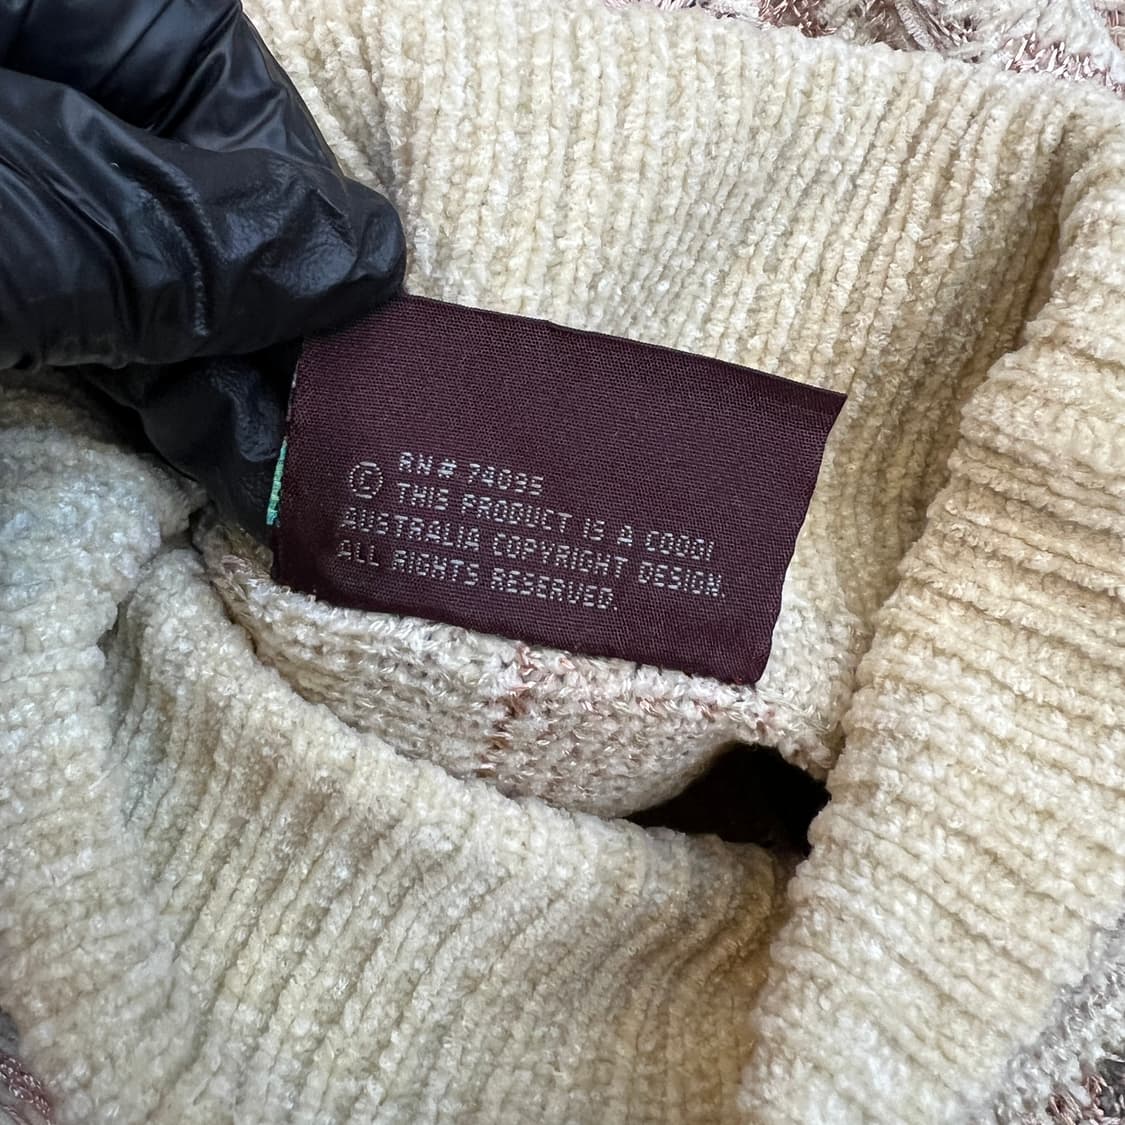 RN# 74095
© THIS PRODUCT IS A COOGI
AUSTRALIA COPYRIGHT DESIGN.
ALL RIGHTS RESERVED.